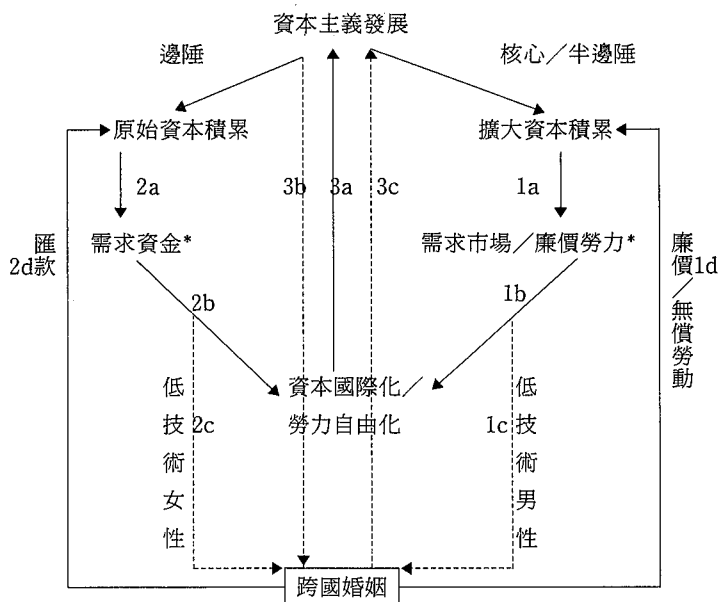 資本主義發展
邊陲
核心／半邊陲
原始資本積累
擴大資本積累
2a
3b
3a
3c
1a
需求資金*
需求市場／廉價勞力*
匯款
2d
廉價／無償勞動
1d
2b
1b
資本國際化／
勞力自由化
低技術女性
2c
1c
低技術男性
跨國婚姻